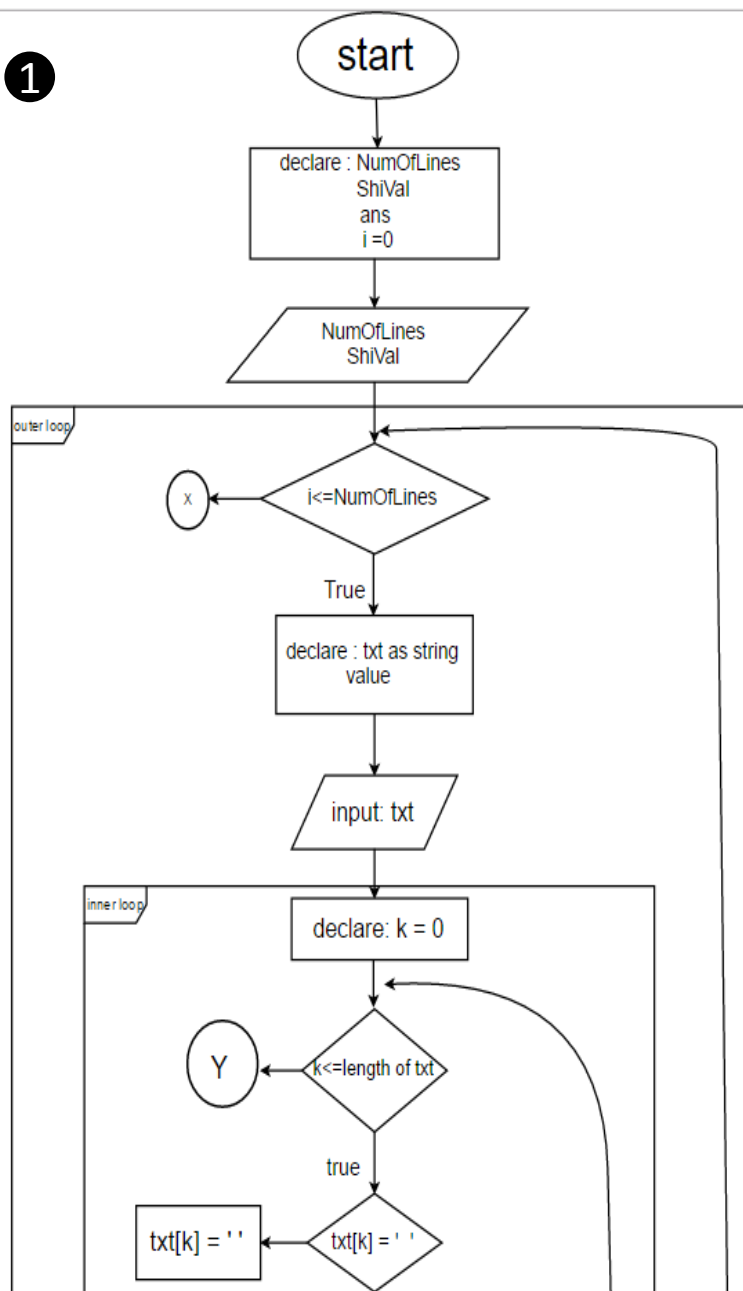 1
start
declare : NumOfLines
ShiVal
ans
i =0
NumOfLines
ShiVal
outer loop
i<=NumOfLines
x
True
declare : txt as string
value
input: txt
inner loop
declare: k = 0
k<=length of txt
Y
true
txt[k] = ' '
txt[k] = ' '